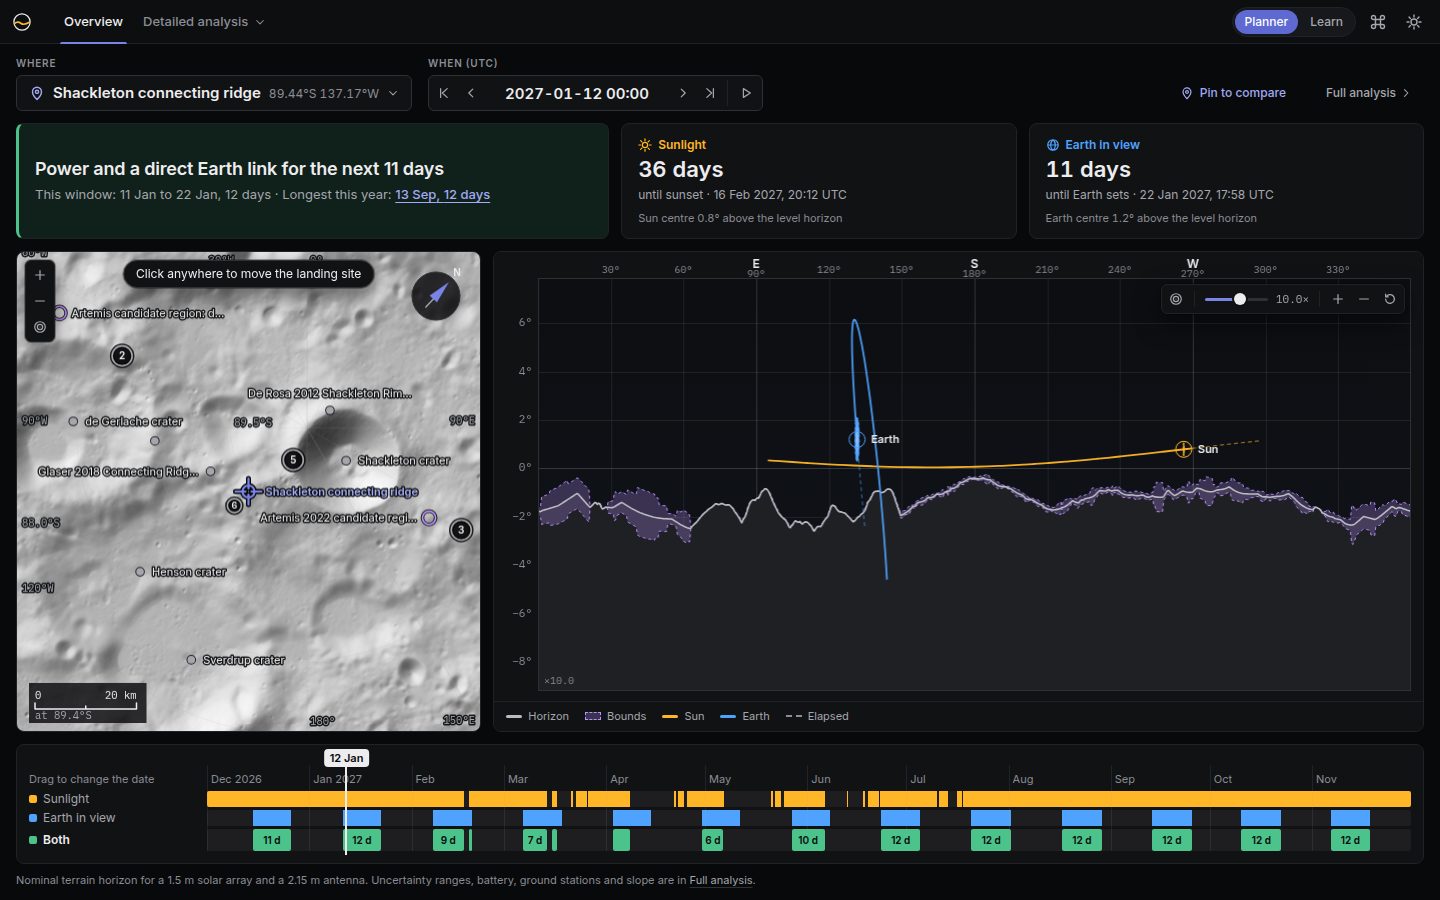 Overview
Detailed analysis
Planner
Learn
WHERE
WHEN (UTC)
Shackleton connecting ridge 89.44°S 137.17°W
2027-01-12 00:00
Pin to compare
Full analysis
Power and a direct Earth link for the next 11 days
This window: 11 Jan to 22 Jan, 12 days · Longest this year: 13 Sep, 12 days
Sunlight
36 days
until sunset · 16 Feb 2027, 20:12 UTC
Sun centre 0.8° above the level horizon
Earth in view
11 days
until Earth sets · 22 Jan 2027, 17:58 UTC
Earth centre 1.2° above the level horizon
Click anywhere to move the landing site
N
Artemis candidate region: d...
2
De Rosa 2012 Shackleton Rim...
90°W
de Gerlache crater
89.5°S
90°E
5
Shackleton crater
Glaser 2018 Connecting Ridg...
Shackleton connecting ridge
6
Artemis 2022 candidate regi...
88.0°S
3
Henson crater
120°W
Sverdrup crater
0 20 km
at 89.4°S
180°
150°E
E
S
W
30° 60° 90° 120° 150° 180° 210° 240° 270° 300° 330°
10.0×
6°
4°
2°
0°
−2°
−4°
−6°
−8°
Earth
Sun
×10.0
Horizon
Bounds
Sun
Earth
Elapsed
12 Jan
Drag to change the date
Dec 2026 Jan 2027 Feb Mar Apr May Jun Jul Aug Sep Oct Nov
Sunlight
Earth in view
Both
11 d 12 d 9 d 7 d 6 d 10 d 12 d 12 d 12 d 12 d 12 d 12 d
Nominal terrain horizon for a 1.5 m solar array and a 2.15 m antenna. Uncertainty ranges, battery, ground stations and slope are in Full analysis.